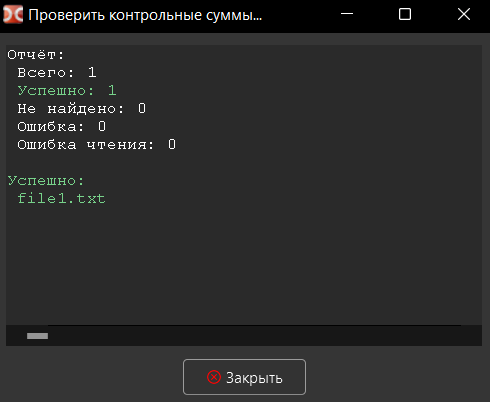 Проверить контрольные суммы...
Отчёт:
Всего: 1
Успешно: 1
Не найдено: 0
Ошибка: 0
Ошибка чтения: 0
Успешно:
file1.txt
Закрыть